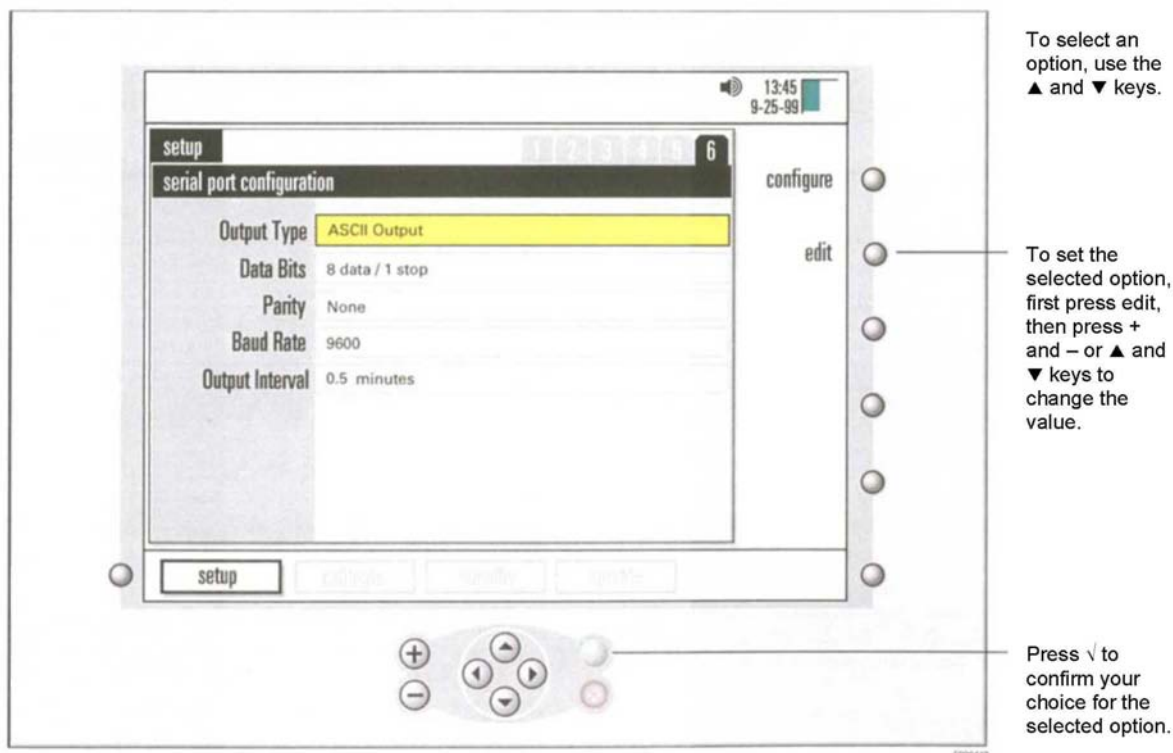 To select an
option, use the
▲ and ▼ keys.
13:45
9-25-99
setup
1 2 3 4 5 6
serial port configuration
configure
Output Type ASCII Output
edit
Data Bits 8 data / 1 stop
Parity None
Baud Rate 9600
Output Interval 0.5 minutes
To set the
selected option,
first press edit,
then press +
and – or ▲ and
▼ keys to
change the
value.
setup
+
−
Press √ to
confirm your
choice for the
selected option.